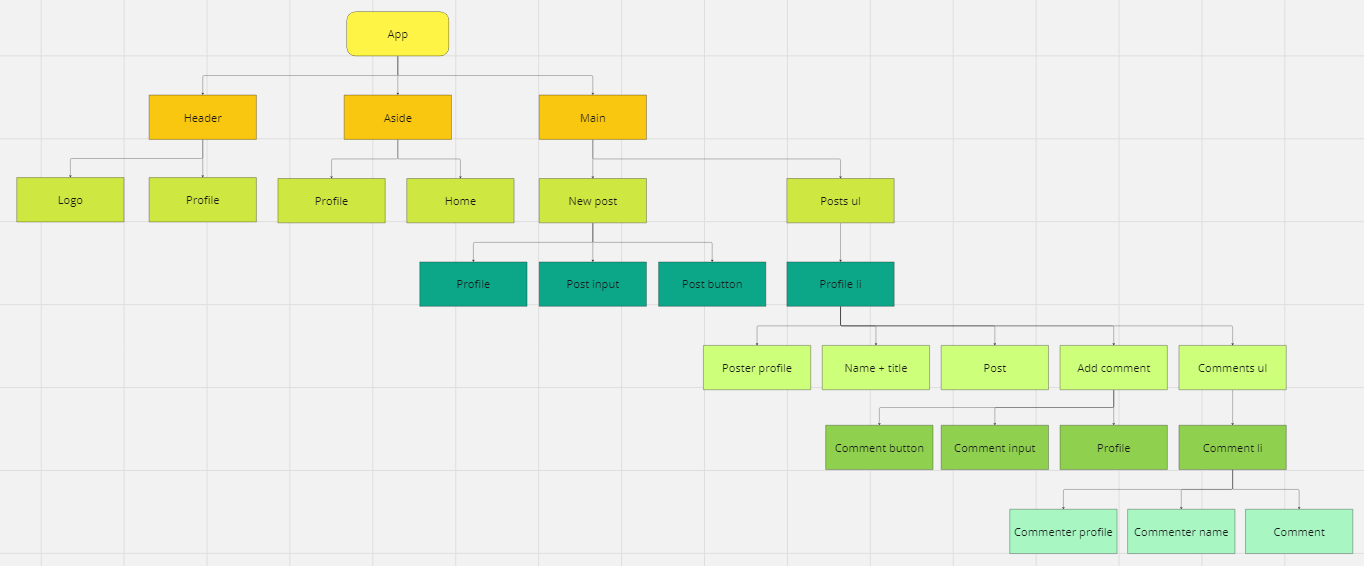 App
Header
Aside
Main
Logo
Profile
Profile
Home
New post
Posts ul
Profile
Post input
Post button
Profile li
Poster profile
Name + title
Post
Add comment
Comments ul
Comment button
Comment input
Profile
Comment li
Commenter profile
Commenter name
Comment